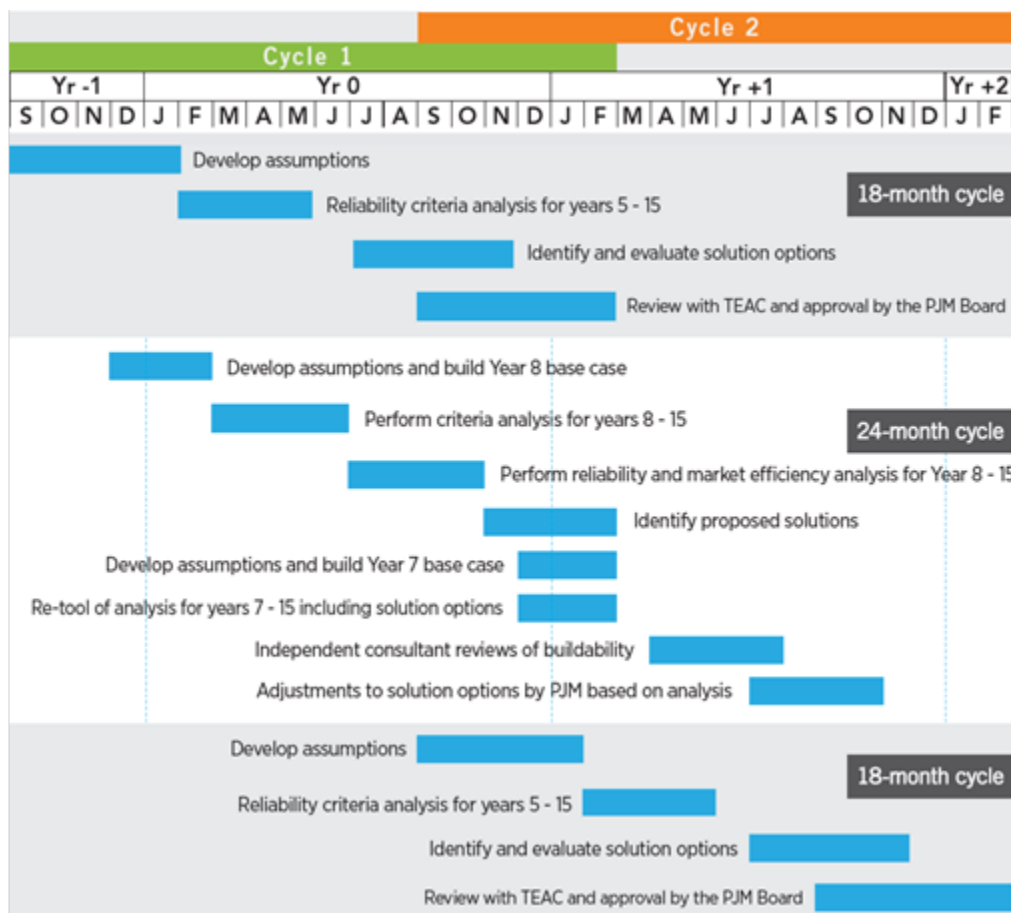 Cycle 2
Cycle 1
Yr -1 Yr 0 Yr +1 Yr +2
S O N D J F M A M J J A S O N D J F M A M J J A S O N D J F
Develop assumptions
18-month cycle
Reliability criteria analysis for years 5 - 15
Identify and evaluate solution options
Review with TEAC and approval by the PJM Board
Develop assumptions and build Year 8 base case
Perform criteria analysis for years 8 - 15
24-month cycle
Perform reliability and market efficiency analysis for Year 8 - 15
Identify proposed solutions
Develop assumptions and build Year 7 base case
Re-tool of analysis for years 7 - 15 including solution options
Independent consultant reviews of buildability
Adjustments to solution options by PJM based on analysis
Develop assumptions
18-month cycle
Reliability criteria analysis for years 5 - 15
Identify and evaluate solution options
Review with TEAC and approval by the PJM Board